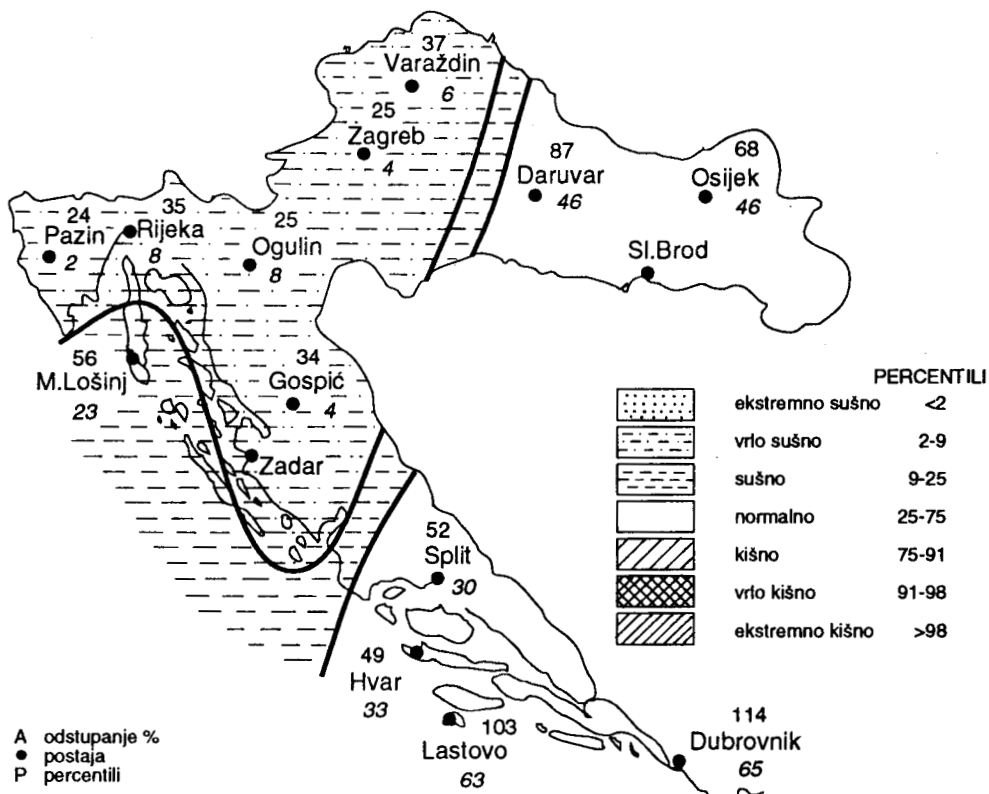 37
Varaždin
6
25
Zagreb
4
87
Daruvar
46
68
Osijek
46
Sl.Brod
24
Pazin
2
35
Rijeka
8
25
Ogulin
8
56
M.Lošinj
23
34
Gospić
4
Zadar
52
Split
30
49
Hvar
33
103
Lastovo
63
114
Dubrovnik
65
PERCENTILI
ekstremno sušno <2
vrlo sušno 2-9
sušno 9-25
normalno 25-75
kišno 75-91
vrlo kišno 91-98
ekstremno kišno >98
A odstupanje %
postaja
P percentili